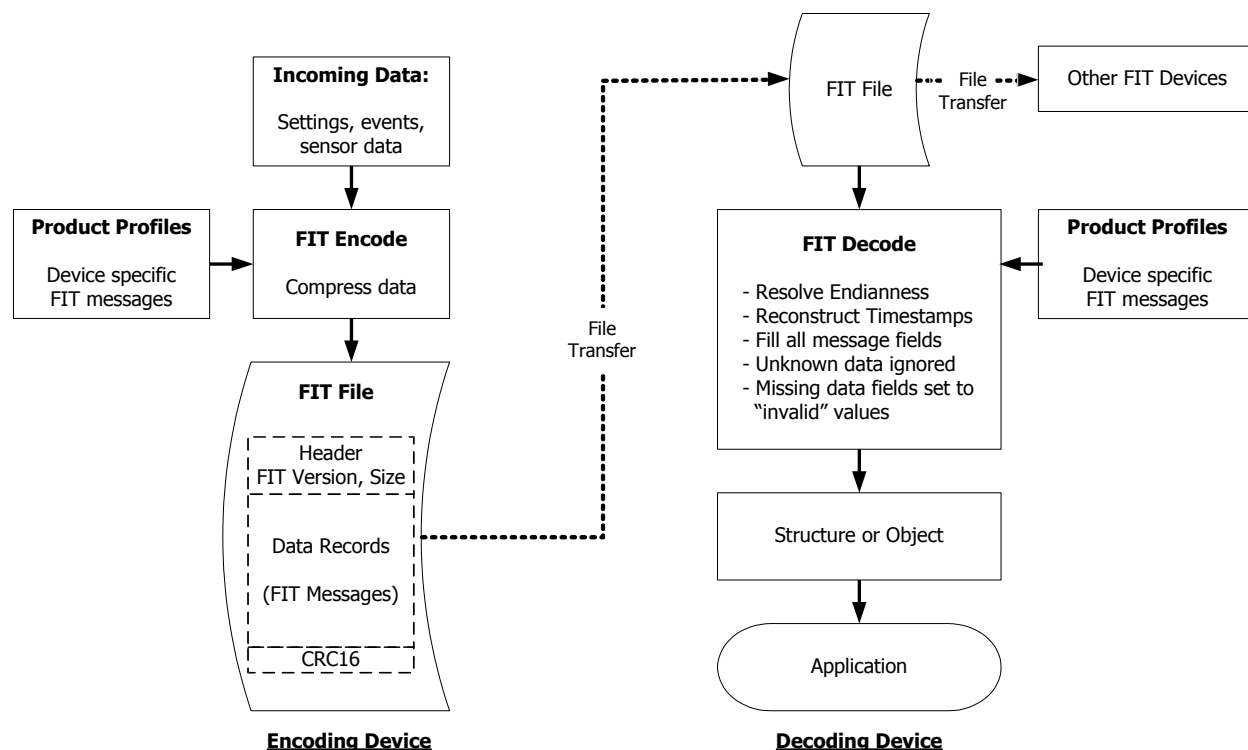 Incoming Data:
Settings, events,
sensor data
Product Profiles
Device specific
FIT messages
FIT Encode
Compress data
FIT File
Header
FIT Version, Size
Data Records
(FIT Messages)
CRC16
Encoding Device
File
Transfer
FIT File
File
Transfer
Other FIT Devices
FIT Decode
- Resolve Endianness
- Reconstruct Timestamps
- Fill all message fields
- Unknown data ignored
- Missing data fields set to
“invalid” values
Product Profiles
Device specific
FIT messages
Structure or Object
Application
Decoding Device